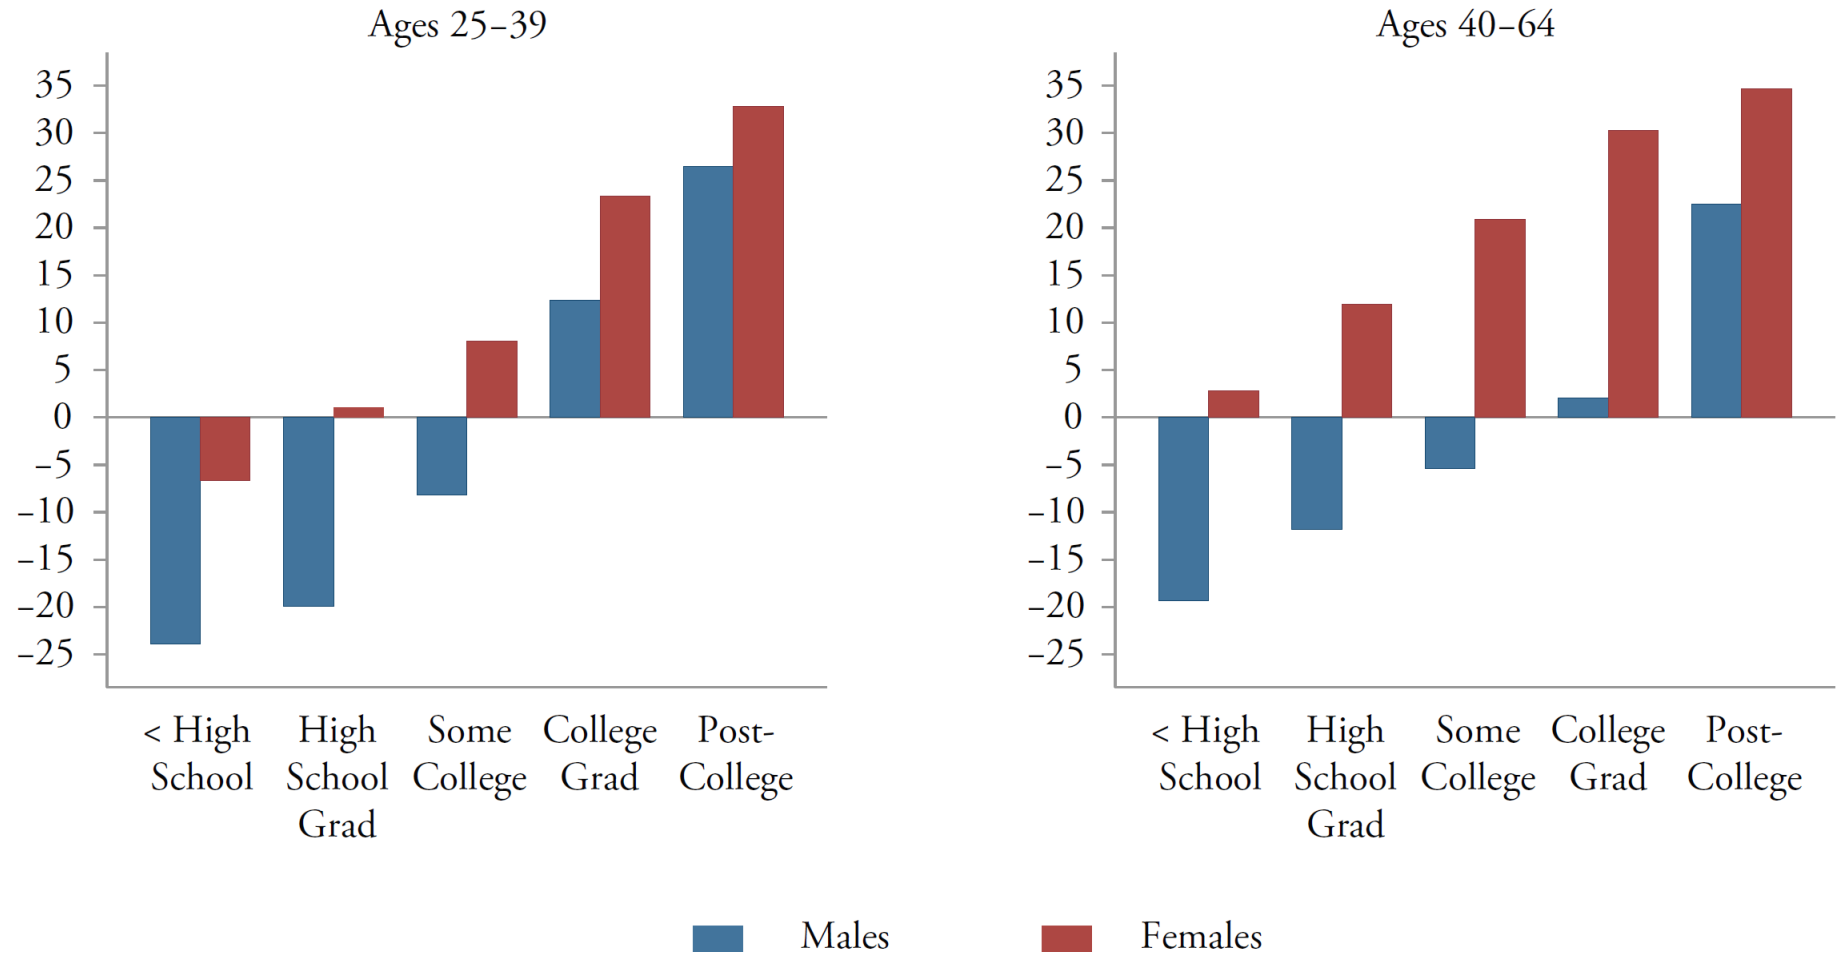 Ages 25–39
35
30
25
20
15
10
5
0
–5
–10
–15
–20
–25
< High School
High School Grad
Some College
College Grad
Post-College
Ages 40–64
35
30
25
20
15
10
5
0
–5
–10
–15
–20
–25
< High School
High School Grad
Some College
College Grad
Post-College
Males
Females